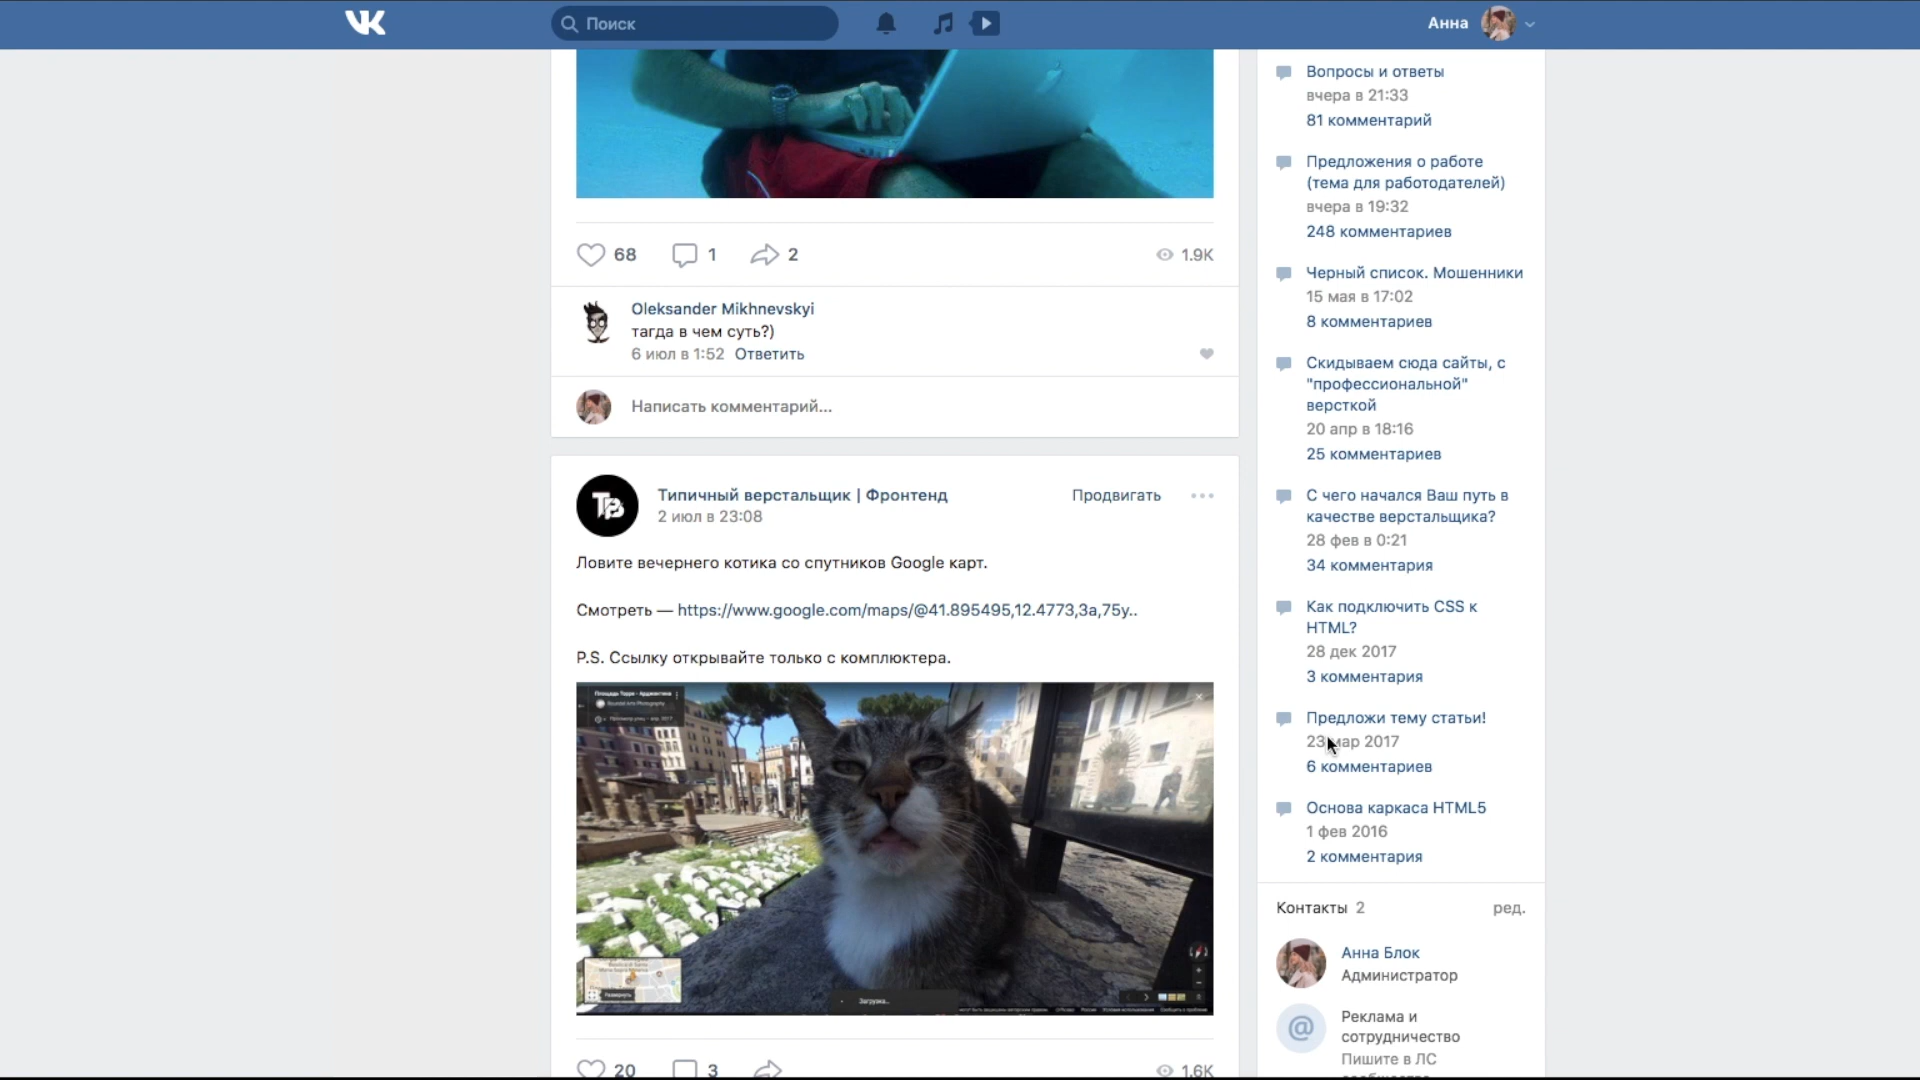 Поиск
Анна
68
1
2
1.9K
Oleksander Mikhnevskyi
тагда в чем суть?)
6 июл в 1:52 Ответить
Написать комментарий...
Типичный верстальщик | Фронтенд
2 июл в 23:08
Продвигать
Ловите вечернего котика со спутников Google карт.
Смотреть — https://www.google.com/maps/@41.895495,12.4773,3a,75y..
P.S. Ссылку открывайте только с комплюктера.
Площадь Торре - Арджентина
Загрузка...
Развернуть
20
3
1.6K
Вопросы и ответы
вчера в 21:33
81 комментарий
Предложения о работе
(тема для работодателей)
вчера в 19:32
248 комментариев
Черный список. Мошенники
15 мая в 17:02
8 комментариев
Скидываем сюда сайты, с
"профессиональной"
версткой
20 апр в 18:16
25 комментариев
С чего начался Ваш путь в
качестве верстальщика?
28 фев в 0:21
34 комментария
Как подключить CSS к
HTML?
28 дек 2017
3 комментария
Предложи тему статьи!
23 мар 2017
6 комментариев
Основа каркаса HTML5
1 фев 2016
2 комментария
Контакты 2
ред.
Анна Блок
Администратор
Реклама и
сотрудничество
Пишите в ЛС